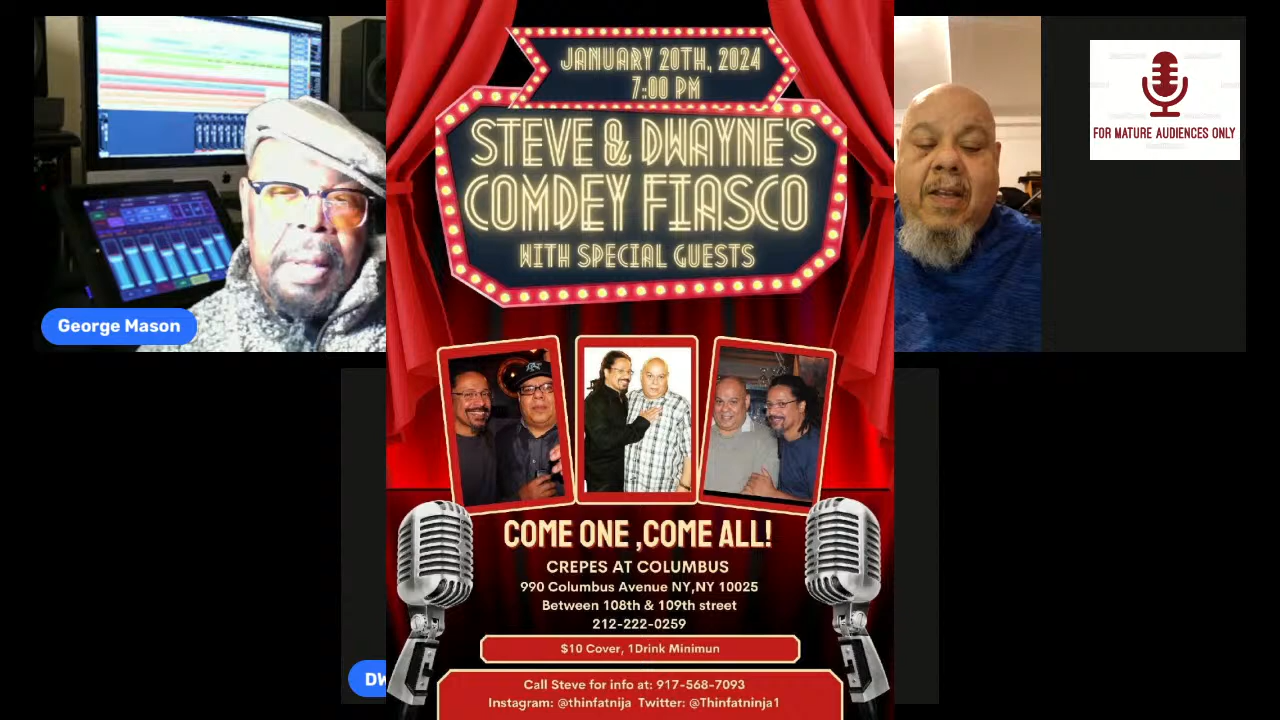 JANUARY 20TH, 2024
7::00 PM
STEVE & DWAYNE'S
COMDEY FIASCO
WITH SPECIAL GUESTS
FOR MATURE AUDIENCES ONLY
George Mason
COME ONE ,COME ALL!
CREPES AT COLUMBUS
990 Columbus Avenue NY,NY 10025
Between 108th & 109th street
212-222-0259
$10 Cover, 1Drink Minimun
DW
Call Steve for info at: 917-568-7093
Instagram: @thinfatnija Twitter: @Thinfatninja1